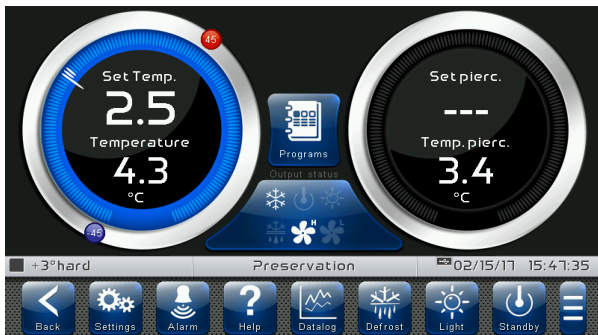 45
Set Temp.
2.5
Temperature
4.3
°C
-45
Programs
Output status
H
L
Set pierc.
---
Temp. pierc.
3.4
°C
+3°hard
Preservation
02/15/17 15:47:35
Back
Settings
Alarm
?
Help
Datalog
Defrost
Light
Standby